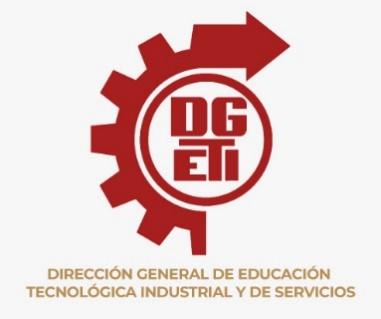 DG
ETI
DIRECCIÓN GENERAL DE EDUCACIÓN
TECNOLÓGICA INDUSTRIAL Y DE SERVICIOS